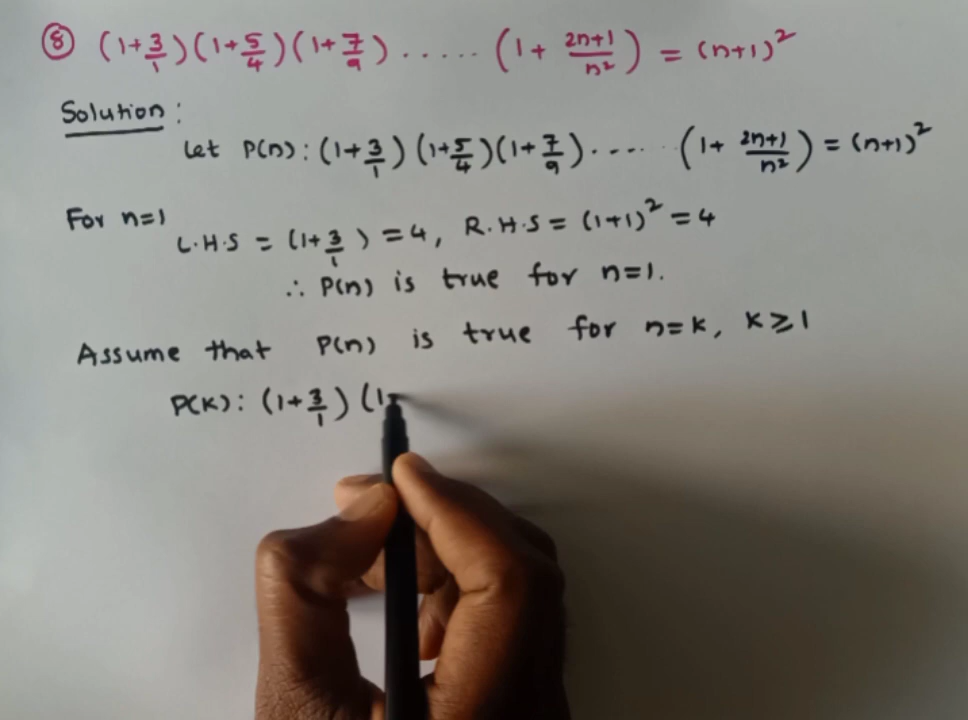 ⑧ (1+3/1)(1+5/4)(1+7/9) ..... (1+ 2n+1/n²) = (n+1)²
Solution:
Let P(n): (1+3/1)(1+5/4)(1+7/9)..... (1+ 2n+1/n²) = (n+1)²
For n=1
L.H.S = (1+3/1) = 4, R.H.S = (1+1)² = 4
∴ P(n) is true for n=1.
Assume that P(n) is true for n=k, k≥1
P(k): (1+3/1)(1+